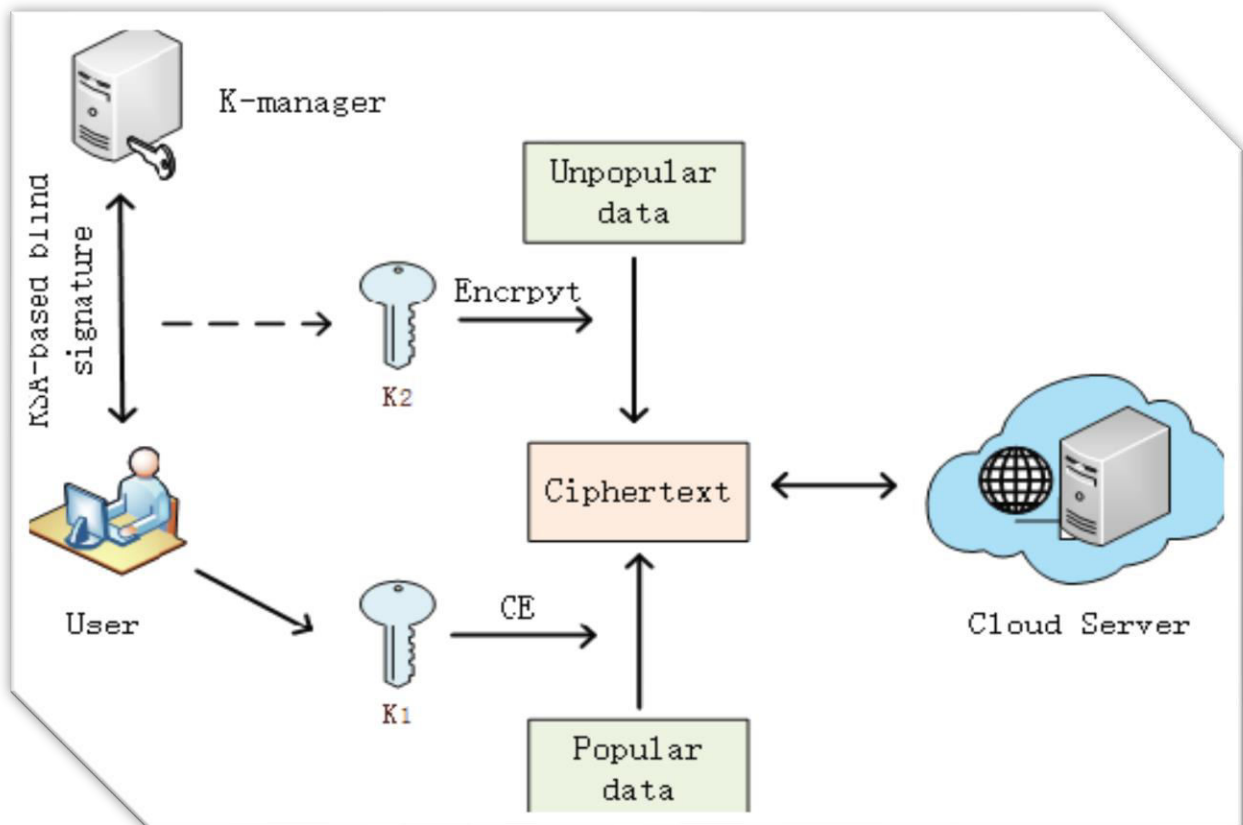 K-manager
RSA-based blind
signature
Unpopular
data
Encrpyt
K2
Ciphertext
User
CE
K1
Cloud Server
Popular
data